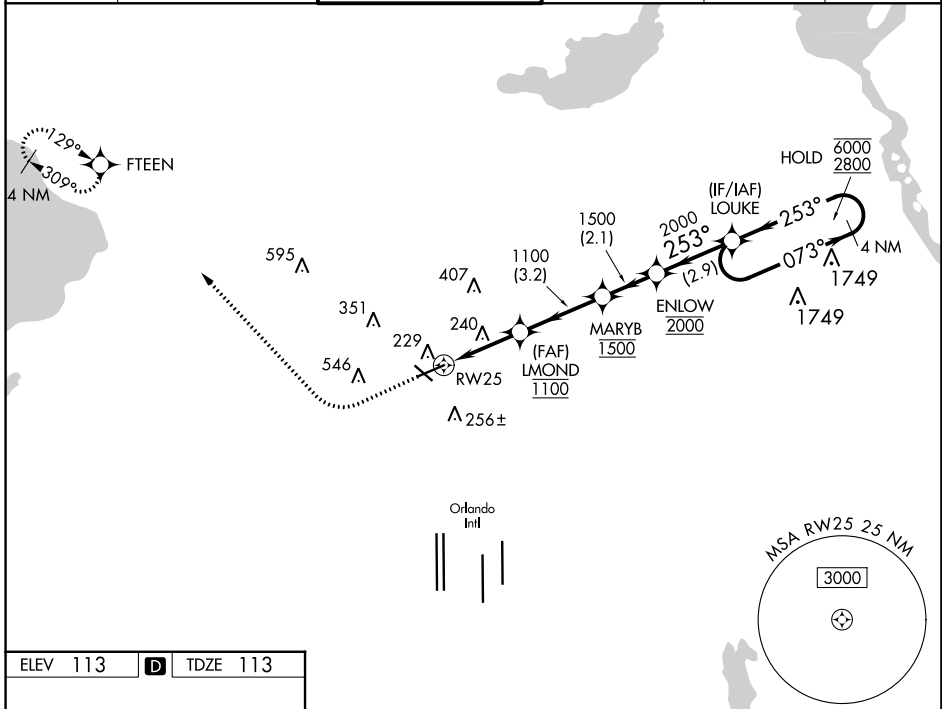 129°
309°
4 NM
FTEEN
HOLD
6000
2800
(IF/IAF)
LOUKE
253°
073°
4 NM
1749
1749
2000
253°
(2.9)
1500
(2.1)
1100
(3.2)
ENLOW
2000
MARYB
1500
(FAF)
LMOND
1100
595
407
351
240
229
546
RW25
256±
Orlando
Intl
MSA RW25 25 NM
3000
ELEV 113 D TDZE 113